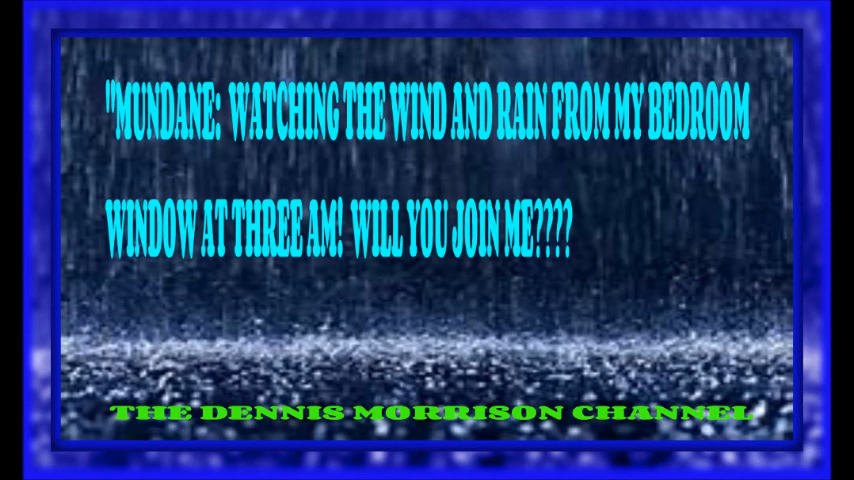 "MUNDANE: WATCHING THE WIND AND RAIN FROM MY BEDROOM
WINDOW AT THREE AM! WILL YOU JOIN ME????
THE DENNIS MORRISON CHANNEL